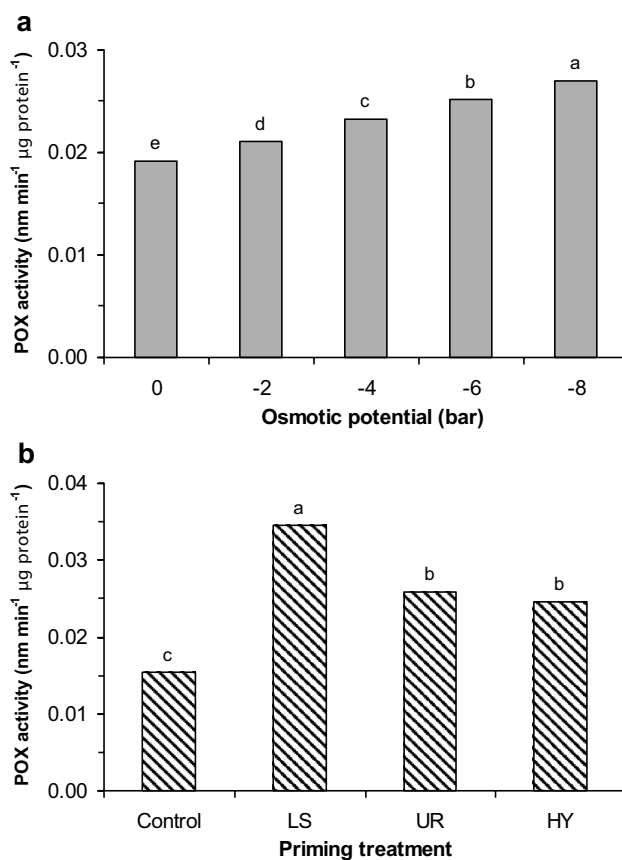 a
POX activity (nm min⁻¹ µg protein⁻¹)
0.03
0.02
0.01
0.00
e
d
c
b
a
0
-2
-4
-6
-8
Osmotic potential (bar)
b
POX activity (nm min⁻¹ µg protein⁻¹)
0.04
0.03
0.02
0.01
0.00
c
a
b
b
Control
LS
UR
HY
Priming treatment